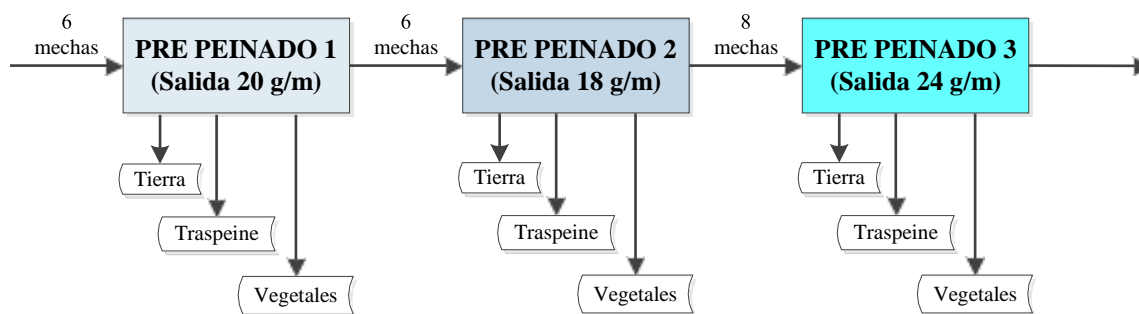 6
mechas
PRE PEINADO 1
(Salida 20 g/m)
6
mechas
PRE PEINADO 2
(Salida 18 g/m)
8
mechas
PRE PEINADO 3
(Salida 24 g/m)
Tierra
Traspeine
Vegetales
Tierra
Traspeine
Vegetales
Tierra
Traspeine
Vegetales